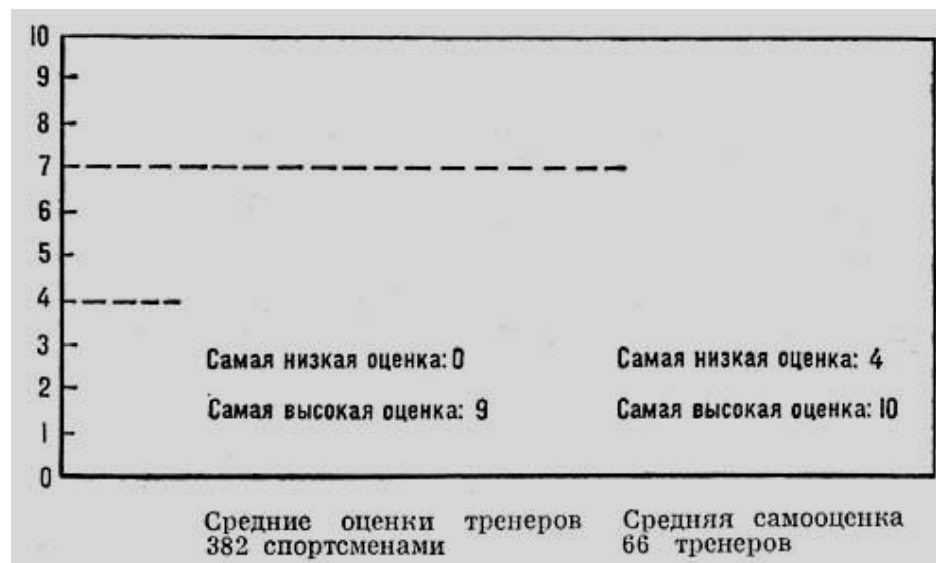 10
9
8
7
6
5
4
3
2
1
0
Самая низкая оценка: 0
Самая высокая оценка: 9
Самая низкая оценка: 4
Самая высокая оценка: 10
Средние оценки тренеров
382 спортсменами
Средняя самооценка
66 тренеров